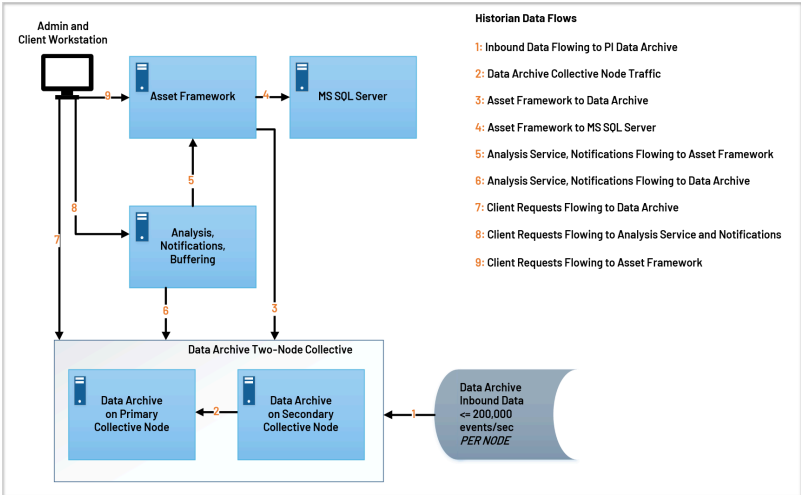 Admin and
Client Workstation
9
Asset Framework
4
MS SQL Server
5
8
7
Analysis,
Notifications,
Buffering
6
3
Data Archive Two-Node Collective
Data Archive
on Primary
Collective Node
2
Data Archive
on Secondary
Collective Node
1
Data Archive
Inbound Data
<= 200,000
events/sec
PER NODE
Historian Data Flows
1: Inbound Data Flowing to PI Data Archive
2: Data Archive Collective Node Traffic
3: Asset Framework to Data Archive
4: Asset Framework to MS SQL Server
5: Analysis Service, Notifications Flowing to Asset Framework
6: Analysis Service, Notifications Flowing to Data Archive
7: Client Requests Flowing to Data Archive
8: Client Requests Flowing to Analysis Service and Notifications
9: Client Requests Flowing to Asset Framework